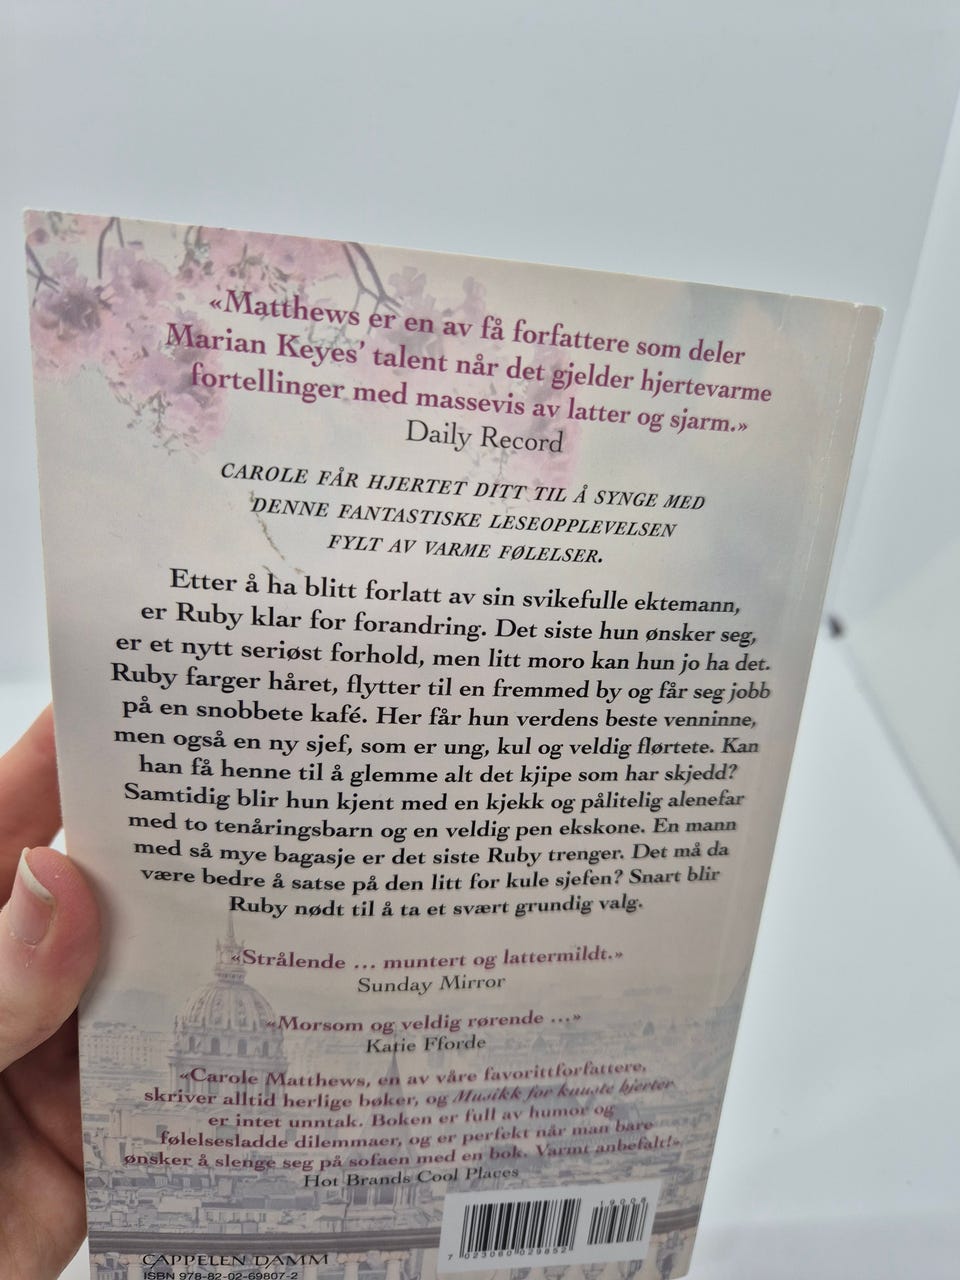 «Matthews er en av få forfattere som deler
Marian Keyes’ talent når det gjelder hjertevarme
fortellinger med massevis av latter og sjarm.»
Daily Record
CAROLE FÅR HJERTET DITT TIL Å SYNGE MED
DENNE FANTASTISKE LESEOPPLEVELSEN
FYLT AV VARME FØLELSER.
Etter å ha blitt forlatt av sin svikefulle ektemann,
er Ruby klar for forandring. Det siste hun ønsker seg,
er et nytt seriøst forhold, men litt moro kan hun jo ha det.
Ruby farger håret, flytter til en fremmed by og får seg jobb
på en snobbete kafé. Her får hun verdens beste venninne,
men også en ny sjef, som er ung, kul og veldig flørtete. Kan
han få henne til å glemme alt det kjipe som har skjedd?
Samtidig blir hun kjent med en kjekk og pålitelig alenefar
med to tenåringsbarn og en veldig pen ekskone. En mann
med så mye bagasje er det siste Ruby trenger. Det må da
være bedre å satse på den litt for kule sjefen? Snart blir
Ruby nødt til å ta et svært grundig valg.
«Strålende ... muntert og lattermildt.»
Sunday Mirror
«Morsom og veldig rørende ...»
Katie Fforde
«Carole Matthews, en av våre favorittforfattere,
skriver alltid herlige bøker, og Musikk for knuste hjerter
er intet unntak. Boken er full av humor og
følelsesladde dilemmaer, og er perfekt når man bare
ønsker å slenge seg på sofaen med en bok. Varmt anbefalt!»
Hot Brands Cool Places
19008
7 023060 029852
CAPPELEN DAMM
ISBN 978-82-02-69807-2